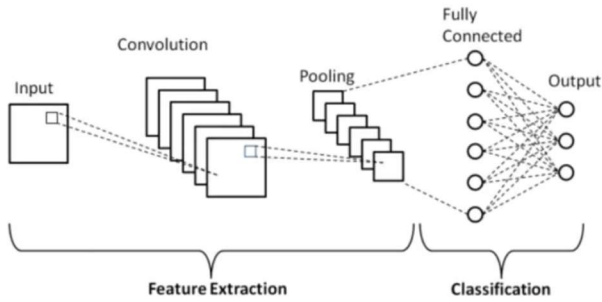 Input
Convolution
Pooling
Fully
Connected
Output
Feature Extraction
Classification